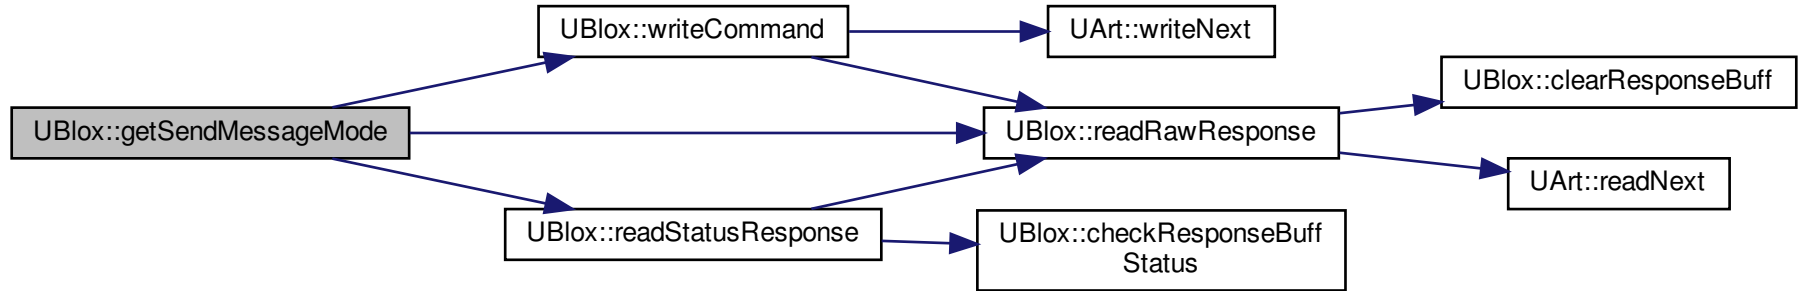 UBlox::writeCommand
UArt::writeNext
UBlox::clearResponseBuff
UBlox::getSendMessageMode
UBlox::readRawResponse
UArt::readNext
UBlox::readStatusResponse
UBlox::checkResponseBuff
Status